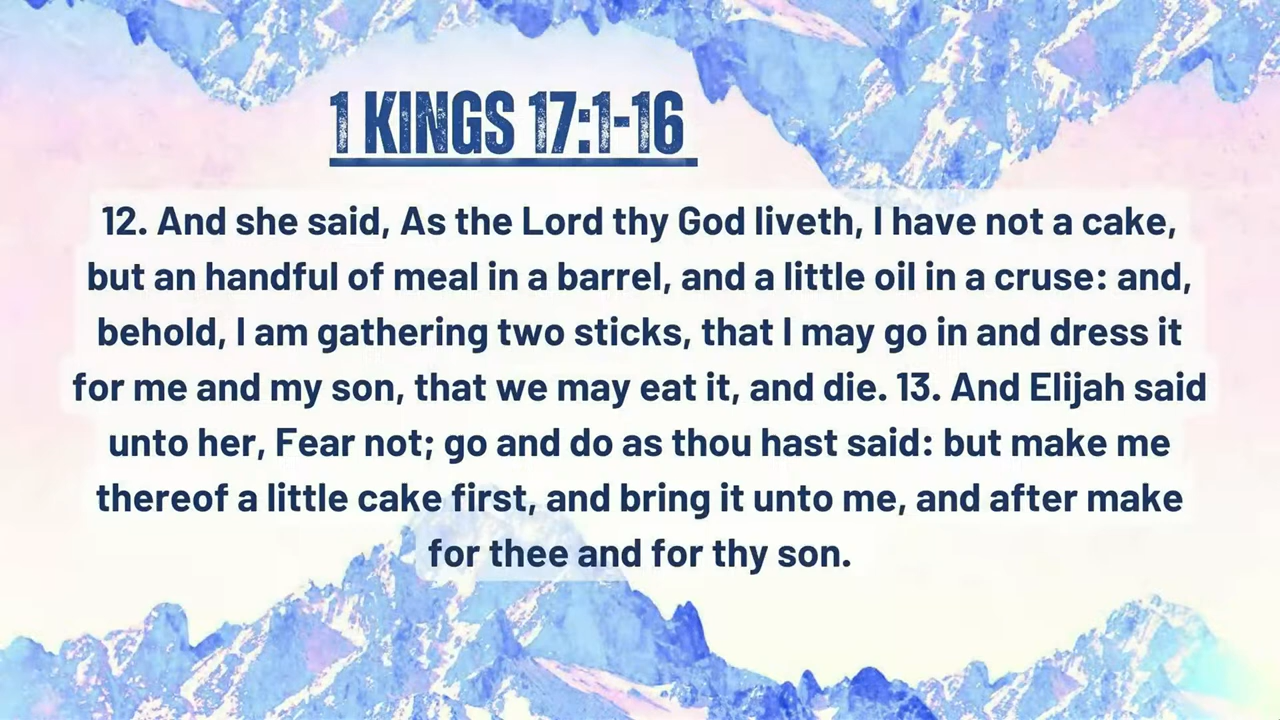 1 KINGS 17:1-16
12. And she said, As the Lord thy God liveth, I have not a cake,
but an handful of meal in a barrel, and a little oil in a cruse: and,
behold, I am gathering two sticks, that I may go in and dress it
for me and my son, that we may eat it, and die. 13. And Elijah said
unto her, Fear not; go and do as thou hast said: but make me
thereof a little cake first, and bring it unto me, and after make
for thee and for thy son.